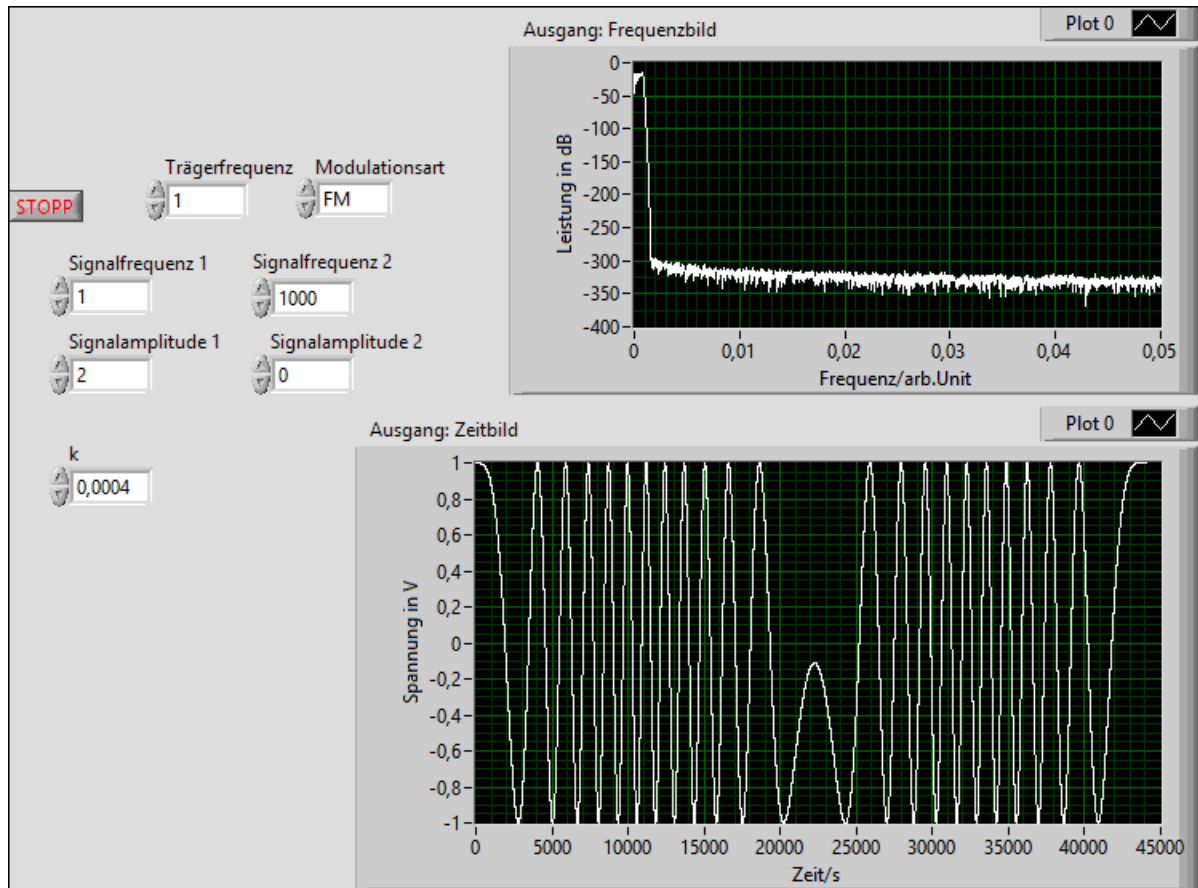 Ausgang: Frequenzbild
Plot 0
0
-50
-100
-150
-200
-250
-300
-350
-400
Leistung in dB
0
0,01
0,02
0,03
0,04
0,05
Frequenz/arb.Unit
Trägerfrequenz
Modulationsart
STOPP
1
FM
Signalfrequenz 1
Signalfrequenz 2
1
1000
Signalamplitude 1
Signalamplitude 2
2
0
k
0,0004
Ausgang: Zeitbild
Plot 0
1
0,8
0,6
0,4
0,2
0
-0,2
-0,4
-0,6
-0,8
-1
Spannung in V
0
5000
10000
15000
20000
25000
30000
35000
40000
45000
Zeit/s